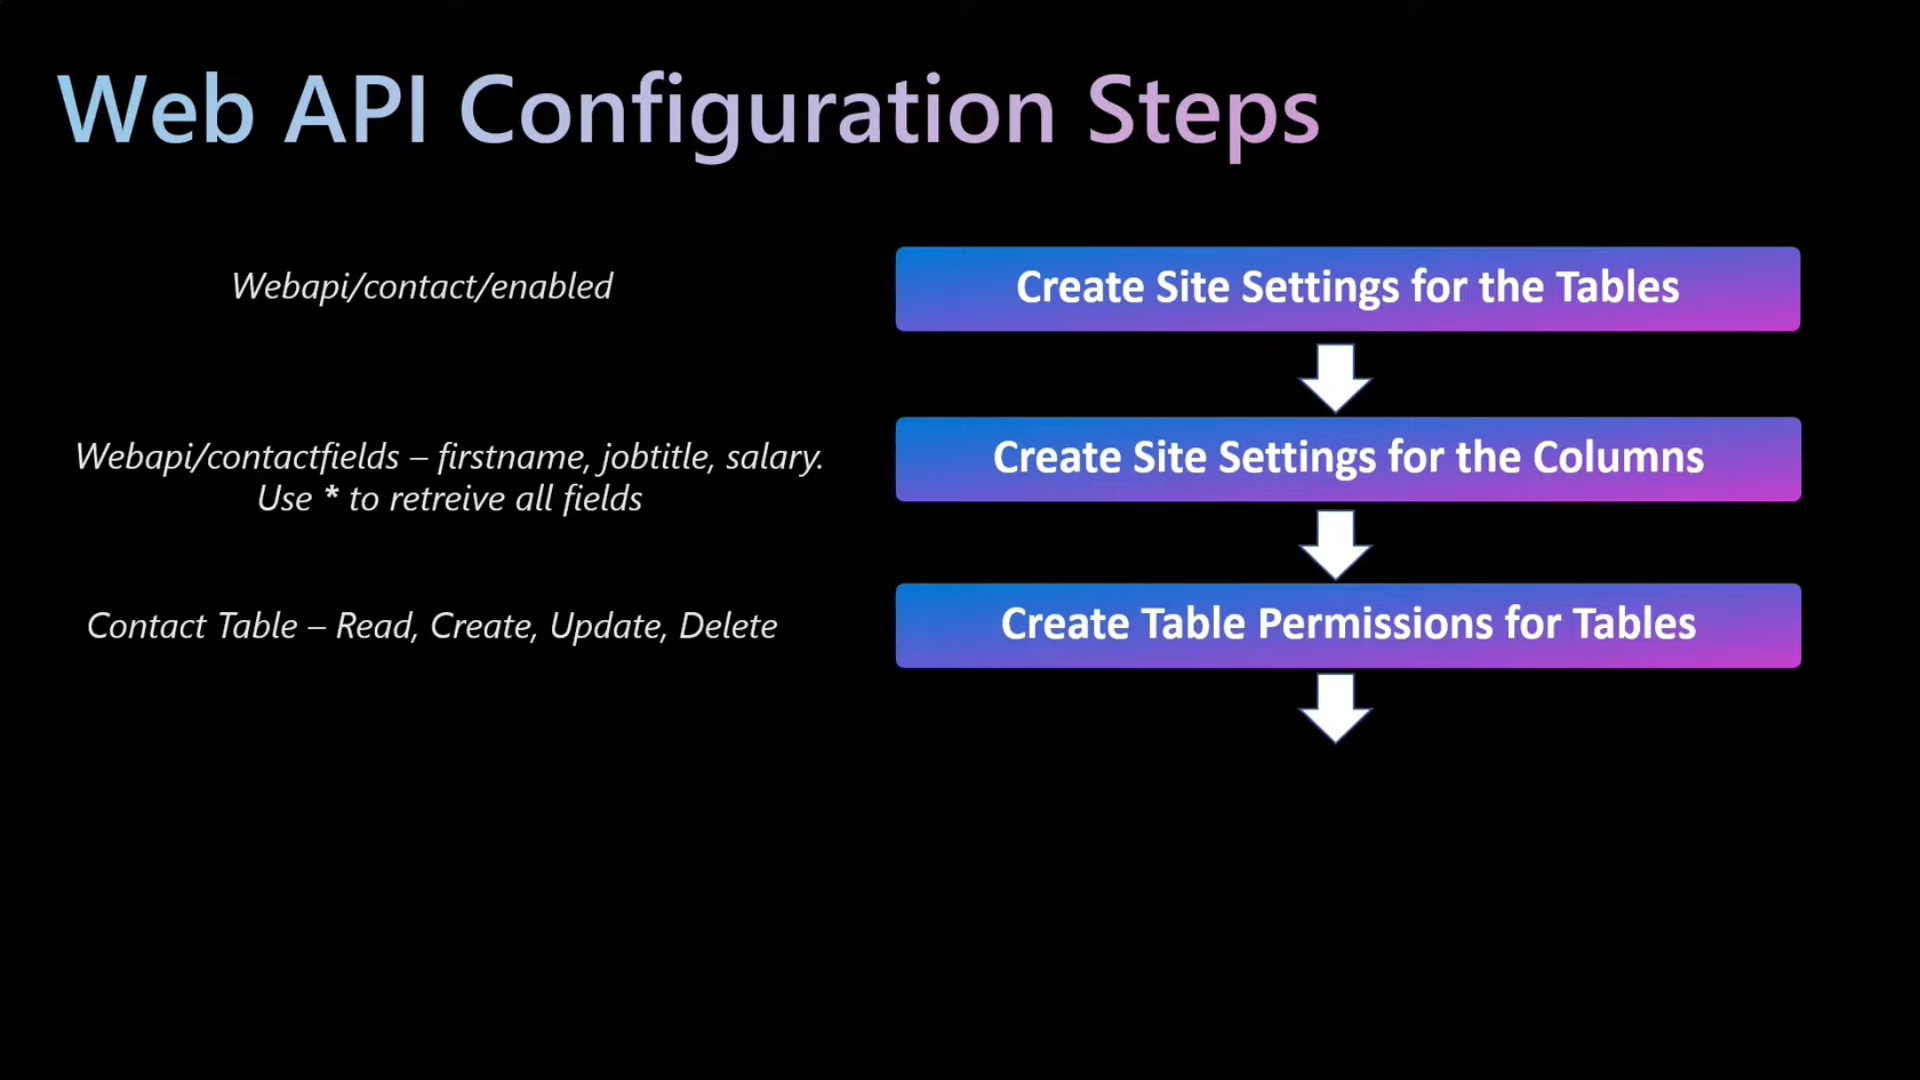 Web API Configuration Steps
Webapi/contact/enabled
Create Site Settings for the Tables
Webapi/contactfields – firstname, jobtitle, salary.
Use * to retreive all fields
Create Site Settings for the Columns
Contact Table – Read, Create, Update, Delete
Create Table Permissions for Tables